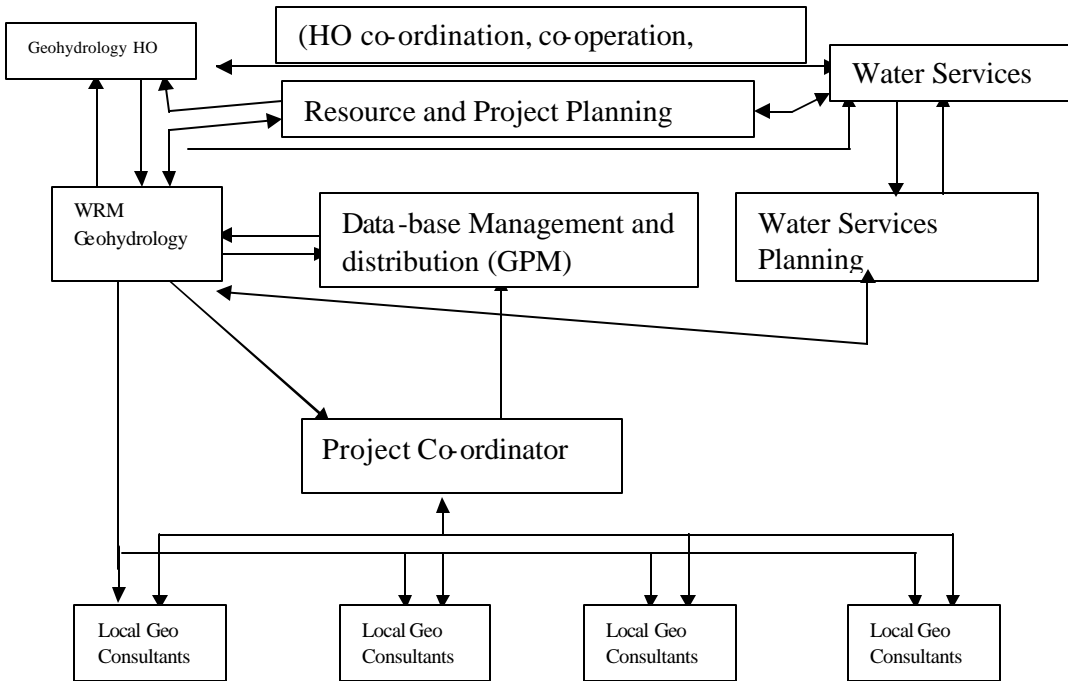 Geohydrology HO
(HO co-ordination, co-operation,
Water Services
Resource and Project Planning
WRM
Geohydrology
Data-base Management and
distribution (GPM)
Water Services
Planning
Project Co-ordinator
Local Geo
Consultants
Local Geo
Consultants
Local Geo
Consultants
Local Geo
Consultants